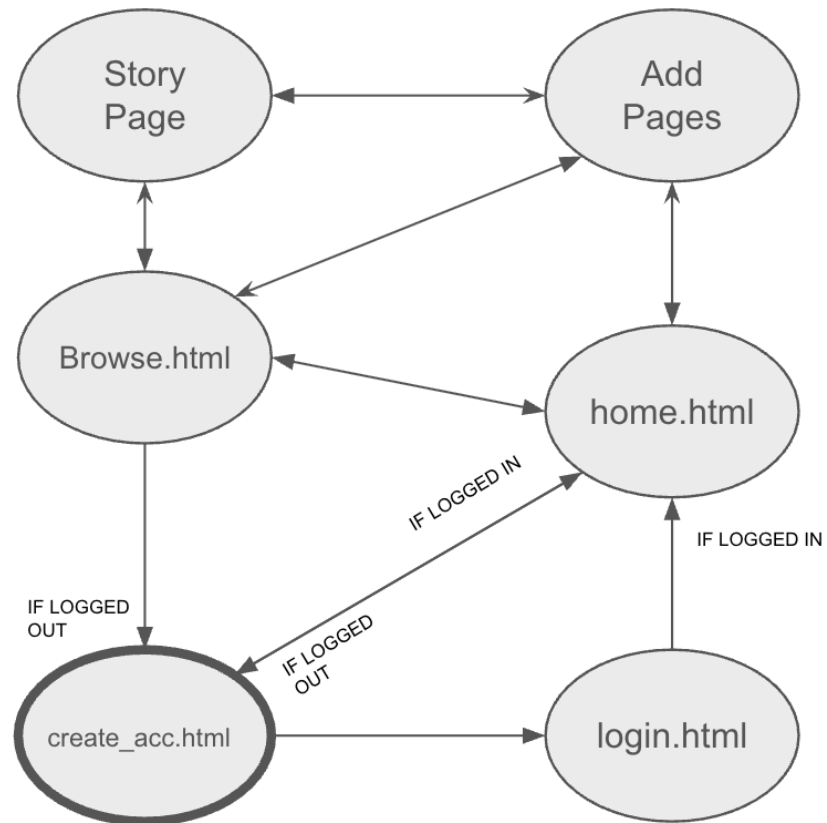 Story
Page
Add
Pages
Browse.html
home.html
IF LOGGED IN
IF LOGGED IN
IF LOGGED
OUT
IF LOGGED
OUT
create_acc.html
login.html